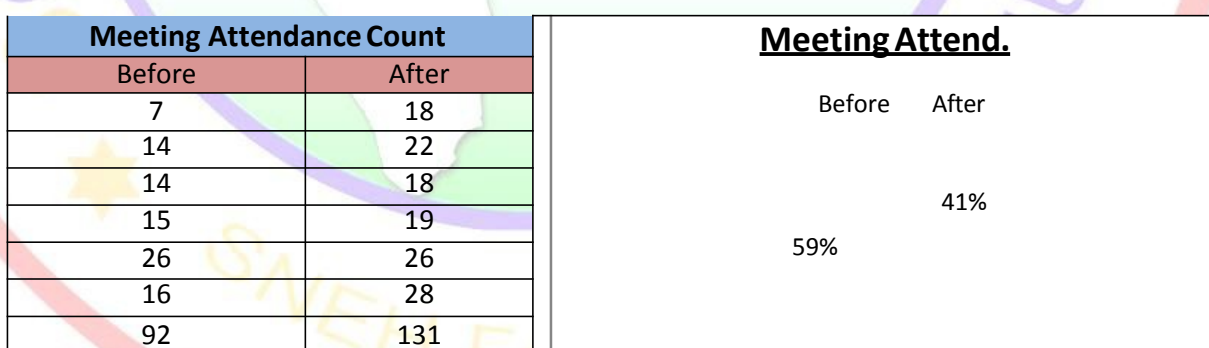 Meeting Attendance Count
Before After
7 18
14 22
14 18
15 19
26 26
16 28
92 131
Meeting Attend.
Before After
41%
59%